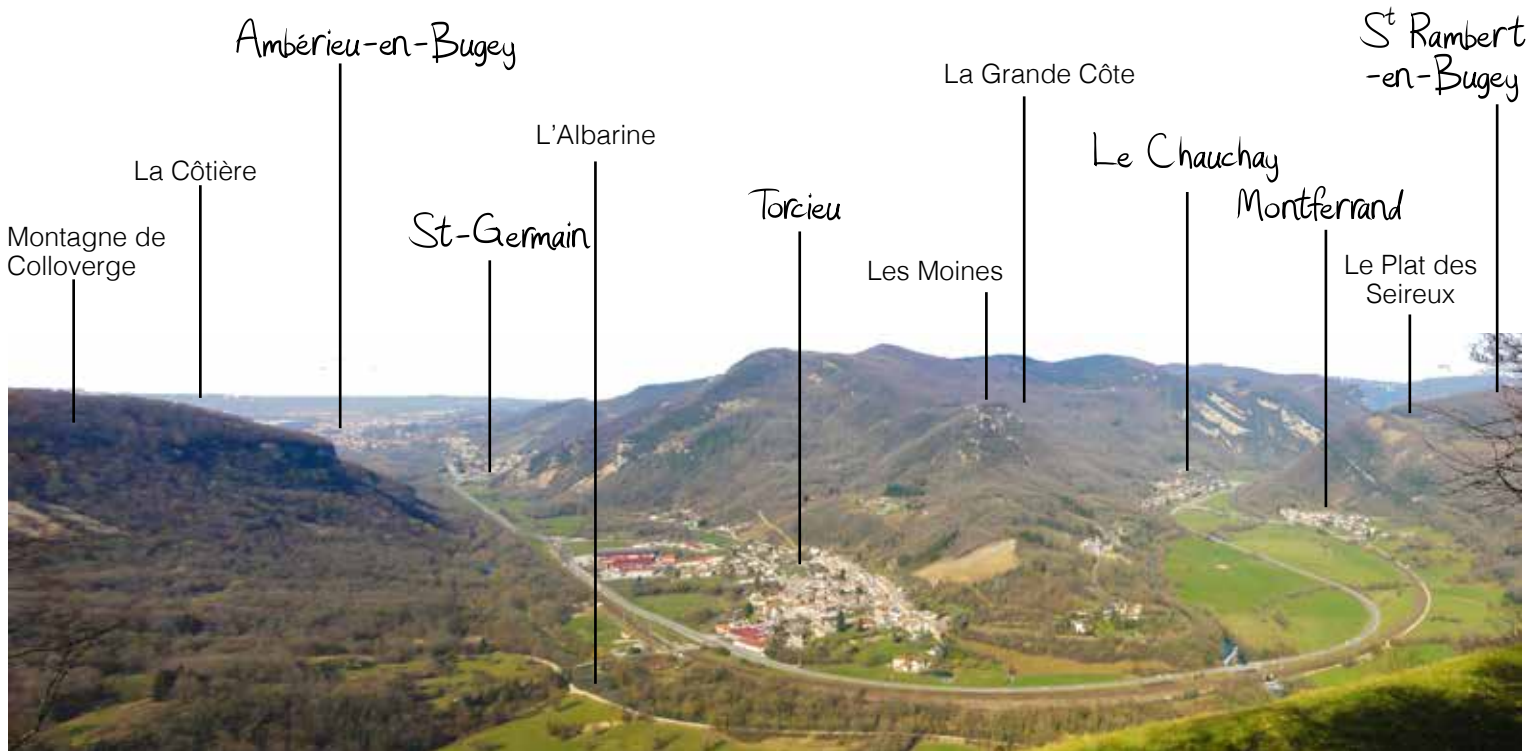 Montagne de
Colloverge
La Côtière
Ambérieu-en-Bugey
St-Germain
L'Albarine
Torcieu
Les Moines
La Grande Côte
Le Chauchay
Montferrand
Le Plat des
Seireux
St Rambert
-en-Bugey